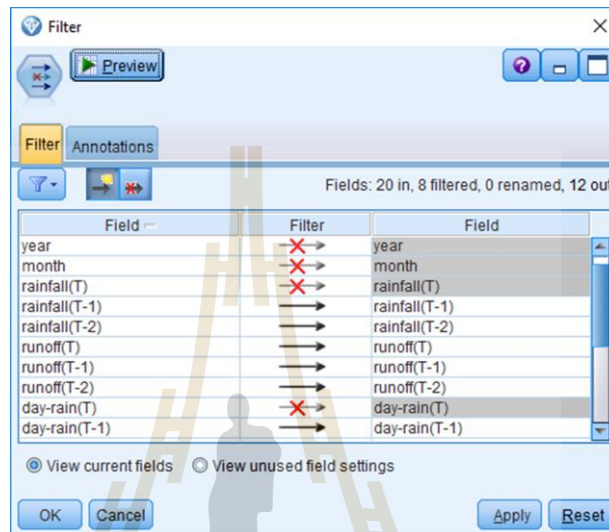 Filter
Preview
Filter Annotations
Fields: 20 in, 8 filtered, 0 renamed, 12 out
Field Filter Field
year year
month month
rainfall(T) rainfall(T)
rainfall(T-1) rainfall(T-1)
rainfall(T-2) rainfall(T-2)
runoff(T) runoff(T)
runoff(T-1) runoff(T-1)
runoff(T-2) runoff(T-2)
day-rain(T) day-rain(T)
day-rain(T-1) day-rain(T-1)
View current fields View unused field settings
OK Cancel Apply Reset